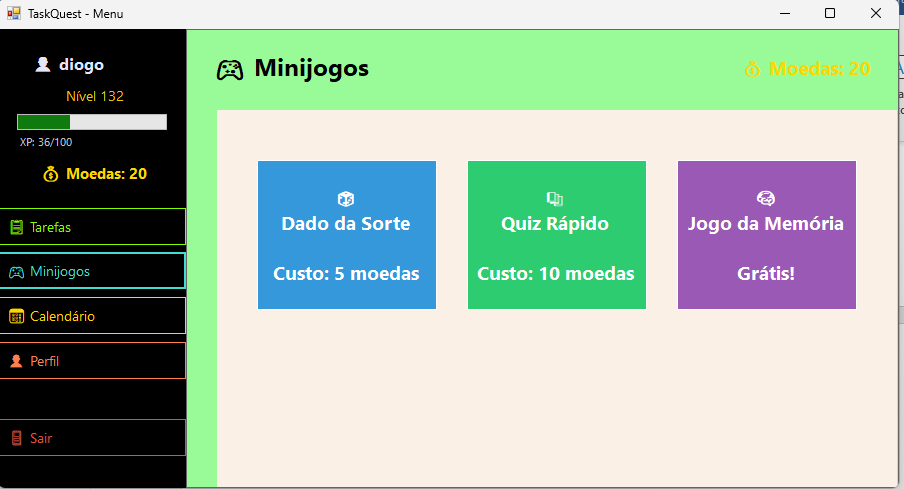 TaskQuest - Menu
diogo
Nível 132
XP: 36/100
Moedas: 20
Tarefas
Minijogos
Calendário
Perfil
Sair
Minijogos
Moedas: 20
Dado da Sorte
Custo: 5 moedas
Quiz Rápido
Custo: 10 moedas
Jogo da Memória
Grátis!